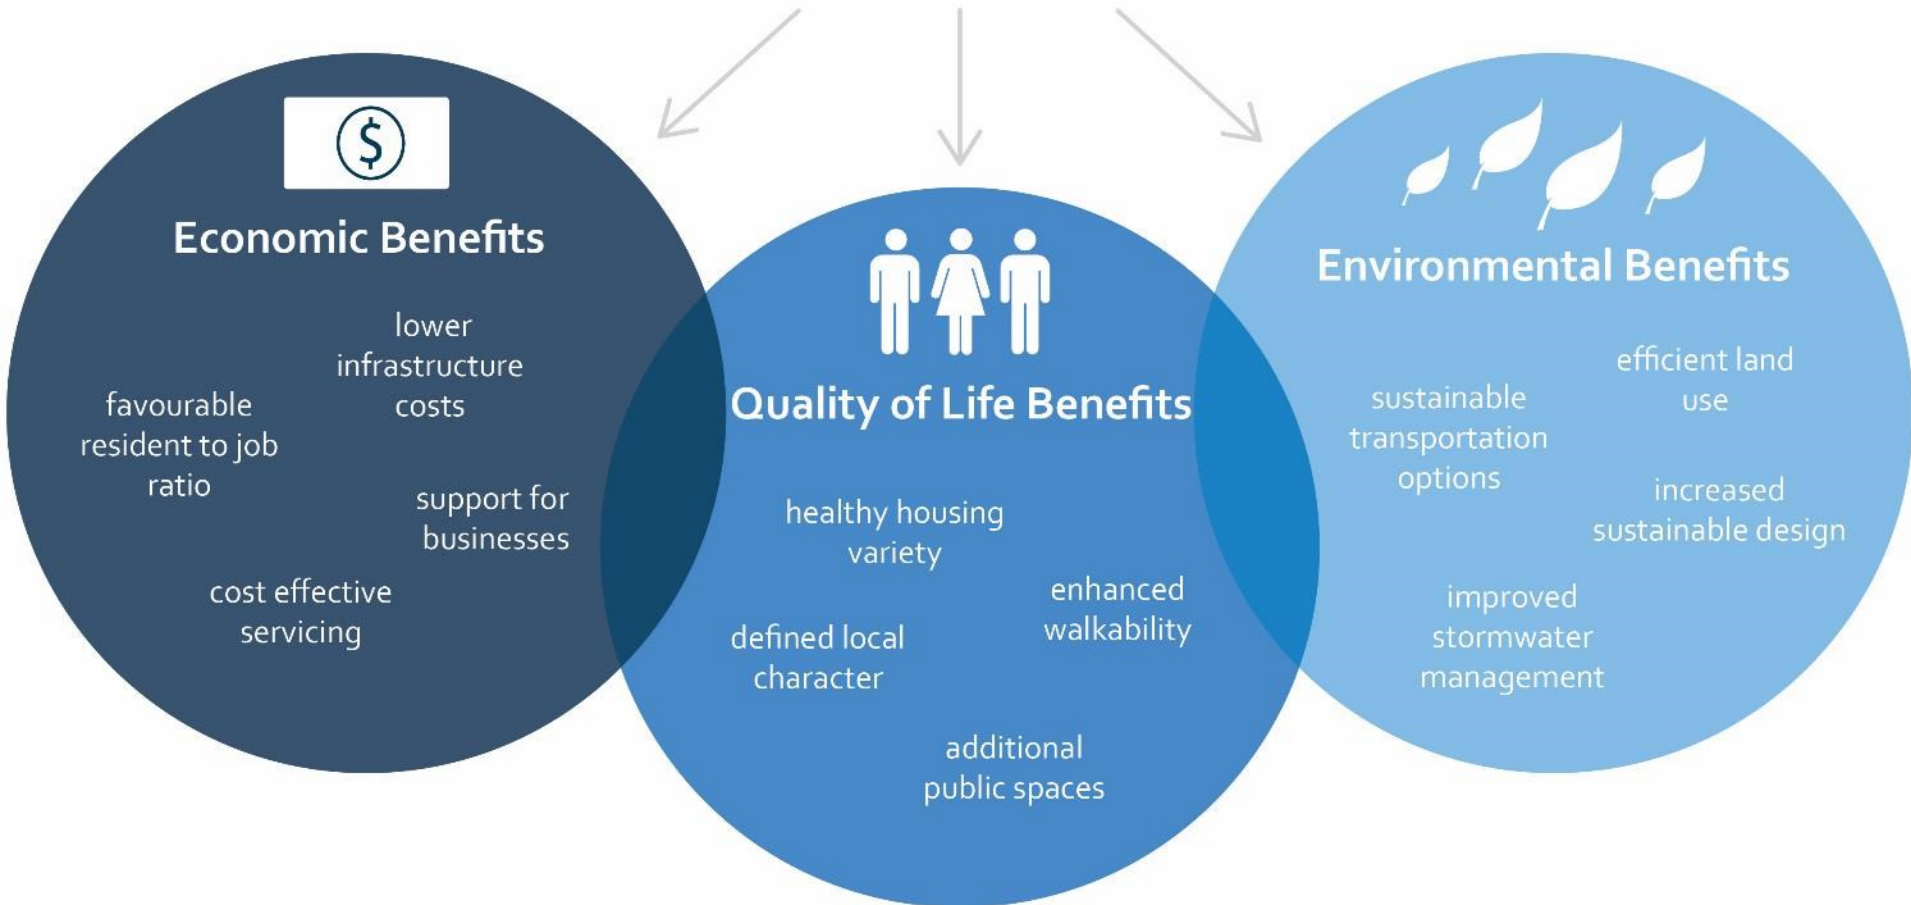 $
Economic Benefits
lower
infrastructure
costs
favourable
resident to job
ratio
support for
businesses
cost effective
servicing
Quality of Life Benefits
healthy housing
variety
enhanced
walkability
defined local
character
additional
public spaces
Environmental Benefits
efficient land
use
sustainable
transportation
options
increased
sustainable design
improved
stormwater
management